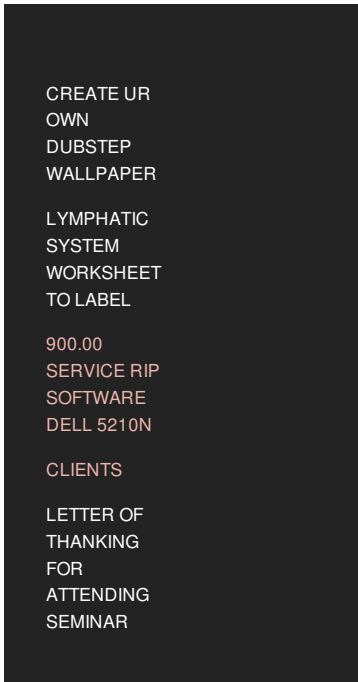 CREATE UR
OWN
DUBSTEP
WALLPAPER
LYMPHATIC
SYSTEM
WORKSHEET
TO LABEL
900.00
SERVICE RIP
SOFTWARE
DELL 5210N
CLIENTS
LETTER OF
THANKING
FOR
ATTENDING
SEMINAR